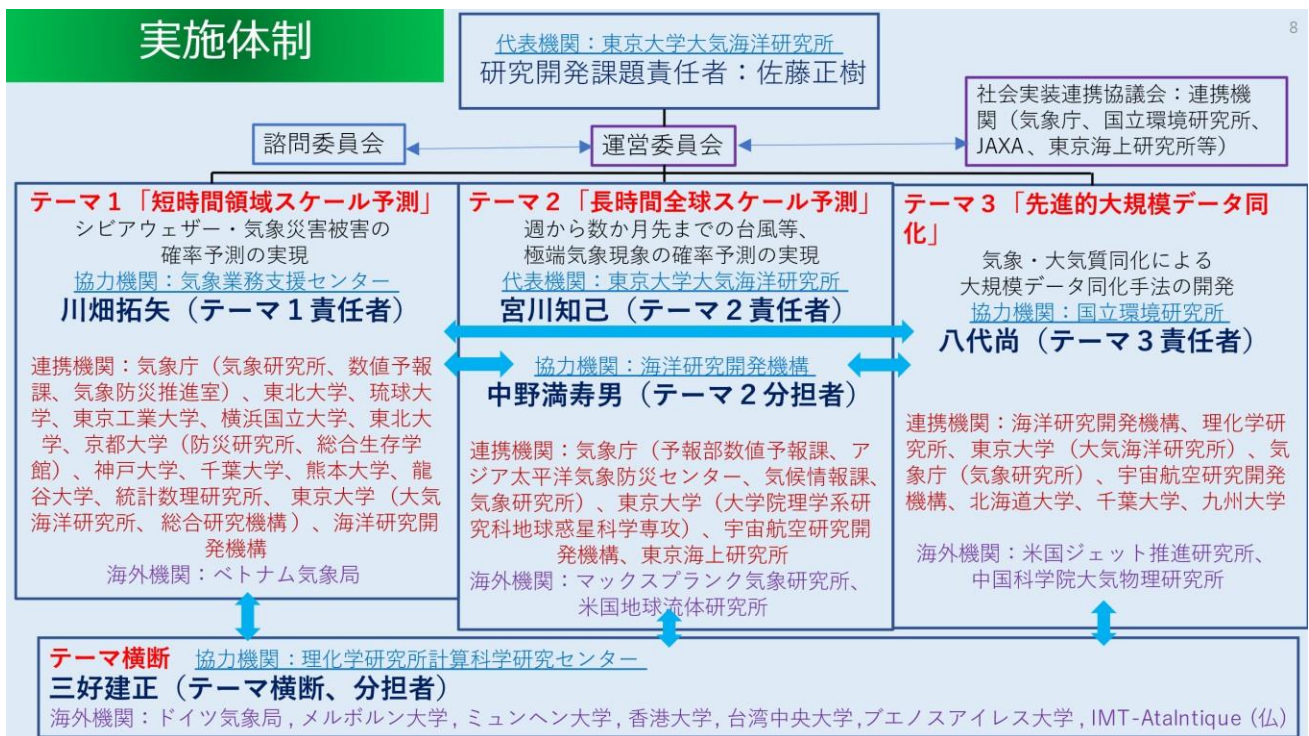 実施体制
8
代表機関：東京大学大気海洋研究所
研究開発課題責任者：佐藤正樹
社会実装連携協議会：連携機
関（気象庁、国立環境研究所、
JAXA、東京海上研究所等）
諮問委員会
運営委員会
テーマ１「短時間領域スケール予測」
シビアウェザー・気象災害被害の
確率予測の実現
協力機関：気象業務支援センター
川畑拓矢（テーマ１責任者）
連携機関：気象庁（気象研究所、数値予報
課、気象防災推進室）、東北大学、琉球大
学、東京工業大学、横浜国立大学、東北大
学、京都大学（防災研究所、総合生存学
館）、神戸大学、千葉大学、熊本大学、龍
谷大学、統計数理研究所、東京大学（大気
海洋研究所、総合研究機構）、海洋研究開
発機構
海外機関：ベトナム気象局
テーマ２「長時間全球スケール予測」
週から数か月先までの台風等、
極端気象現象の確率予測の実現
代表機関：東京大学大気海洋研究所
宮川知己（テーマ２責任者）
協力機関：海洋研究開発機構
中野満寿男（テーマ２分担者）
連携機関：気象庁（予報部数値予報課、ア
ジア太平洋気象防災センター、気候情報課、
気象研究所）、東京大学（大学院理学系研
究科地球惑星科学専攻）、宇宙航空研究開
発機構、東京海上研究所
海外機関：マックスプランク気象研究所、
米国地球流体研究所
テーマ３「先進的大規模データ同
化」
気象・大気質同化による
大規模データ同化手法の開発
協力機関：国立環境研究所
八代尚（テーマ３責任者）
連携機関：海洋研究開発機構、理化学研
究所、東京大学（大気海洋研究所）、気
象庁（気象研究所）、宇宙航空研究開発
機構、北海道大学、千葉大学、九州大学
海外機関：米国ジェット推進研究所、
中国科学院大気物理研究所
テーマ横断 協力機関：理化学研究所計算科学研究センター
三好建正（テーマ横断、分担者）
海外機関：ドイツ気象局 , メルボルン大学, ミュンヘン大学, 香港大学, 台湾中央大学,ブエノスアイレス大学 , IMT-Atalntique (仏)